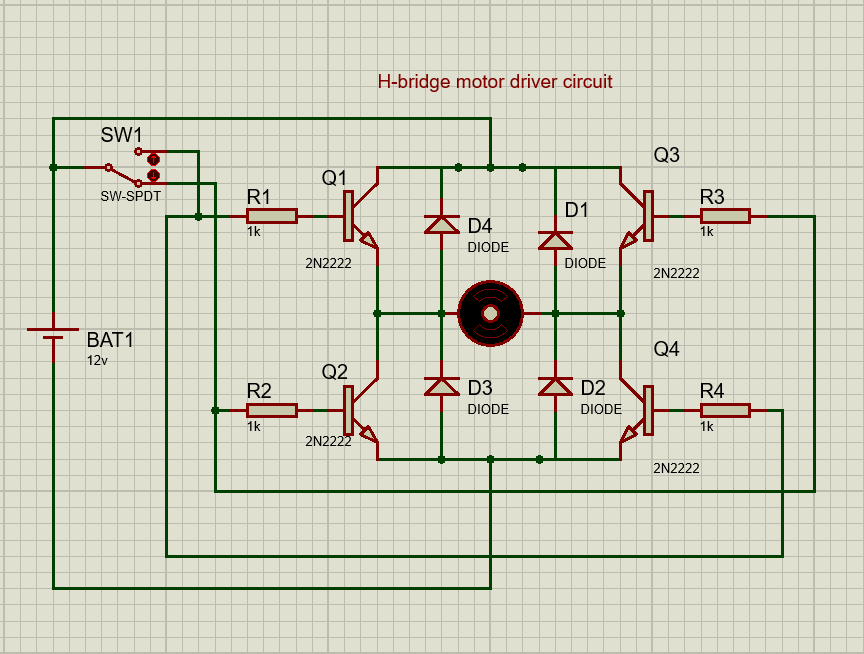 H-bridge motor driver circuit
SW1
SW-SPDT
R1
1k
Q1
2N2222
D4
DIODE
D1
DIODE
Q3
2N2222
R3
1k
BAT1
12v
R2
1k
Q2
2N2222
D3
DIODE
D2
DIODE
Q4
2N2222
R4
1k